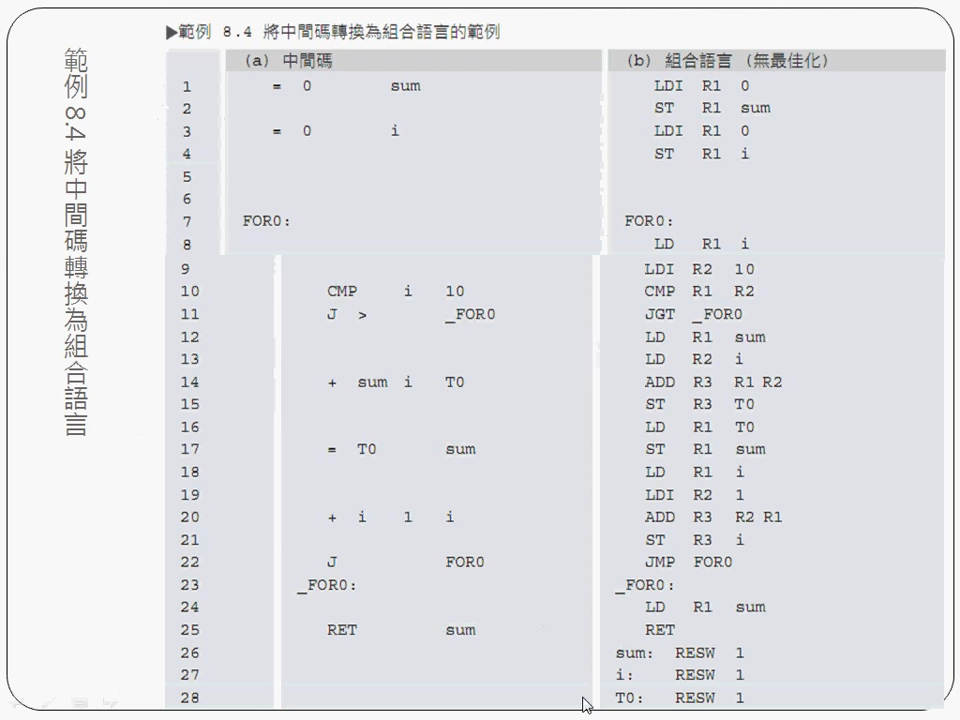 範例 8.4 將中間碼轉換為組合語言
▶範例 8.4 將中間碼轉換為組合語言的範例
(a) 中間碼 (b) 組合語言 (無最佳化)
1 = 0 sum LDI R1 0
2 ST R1 sum
3 = 0 i LDI R1 0
4 ST R1 i
5
6
7 FOR0: FOR0:
8 LD R1 i
9 LDI R2 10
10 CMP i 10 CMP R1 R2
11 J > _FOR0 JGT _FOR0
12 LD R1 sum
13 LD R2 i
14 + sum i T0 ADD R3 R1 R2
15 ST R3 T0
16 LD R1 T0
17 = T0 sum ST R1 sum
18 LD R1 i
19 LDI R2 1
20 + i 1 i ADD R3 R2 R1
21 ST R3 i
22 J FOR0 JMP FOR0
23 _FOR0: _FOR0:
24 LD R1 sum
25 RET sum RET
26 sum: RESW 1
27 i: RESW 1
28 T0: RESW 1